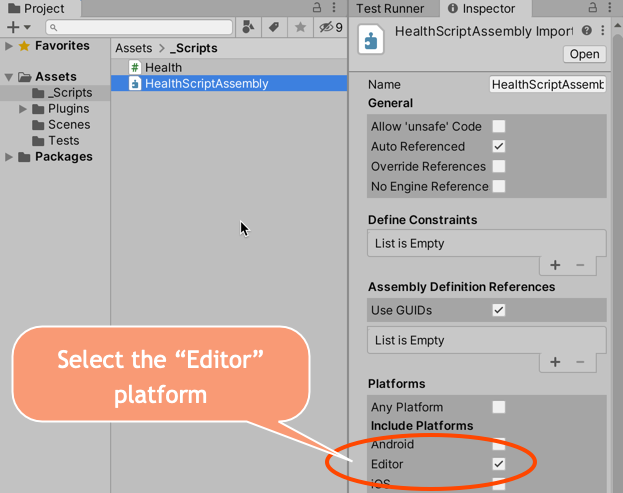 Project
9
Favorites
Assets
_Scripts
Plugins
Scenes
Tests
Packages
Assets > _Scripts
# Health
HealthScriptAssembly
Test Runner
Inspector
HealthScriptAssembly Import
Open
Name
HealthScriptAssemb
General
Allow 'unsafe' Code
Auto Referenced
Override References
No Engine Reference
Define Constraints
List is Empty
+ −
Assembly Definition References
Use GUIDs
List is Empty
+ −
Platforms
Any Platform
Include Platforms
Android
Editor
iOS
Select the “Editor”
platform